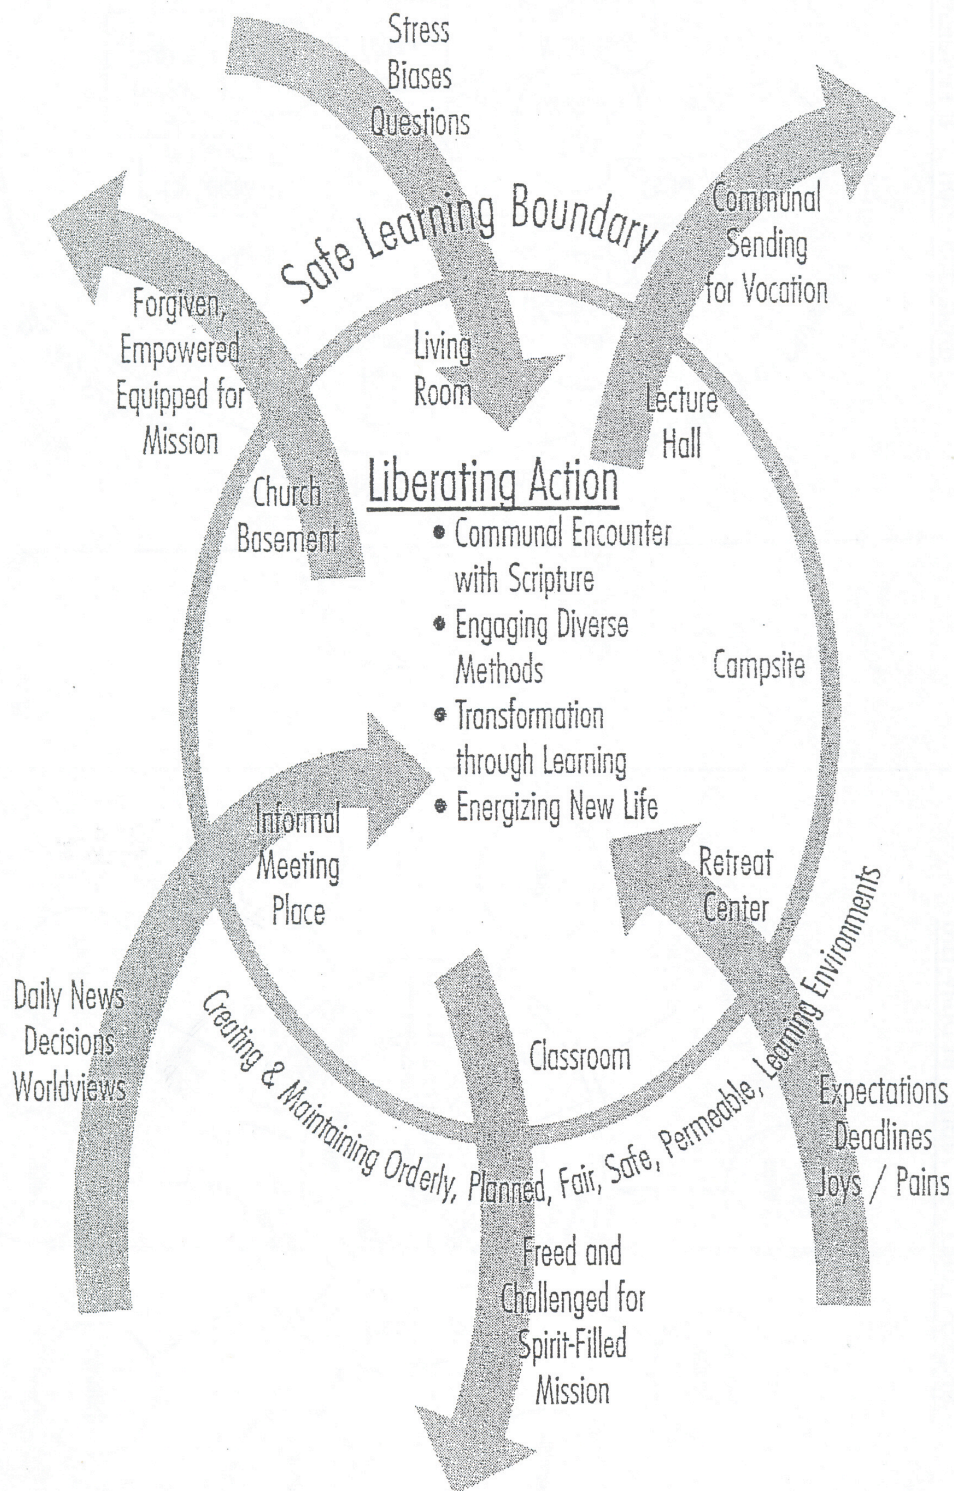 Stress
Biases
Questions
Safe Learning Boundary
Communal
Sending
for Vocation
Forgiven,
Empowered
Equipped for
Mission
Living
Room
Lecture
Hall
Church
Basement
Liberating Action
• Communal Encounter
with Scripture
• Engaging Diverse
Methods
• Transformation
through Learning
• Energizing New Life
Campsite
Informal
Meeting
Place
Retreat
Center
Daily News
Decisions
Worldviews
Classroom
Creating & Maintaining Orderly, Planned, Fair, Safe, Permeable, Learning Environments
Expectations
Deadlines
Joys / Pains
Freed and
Challenged for
Spirit-Filled
Mission